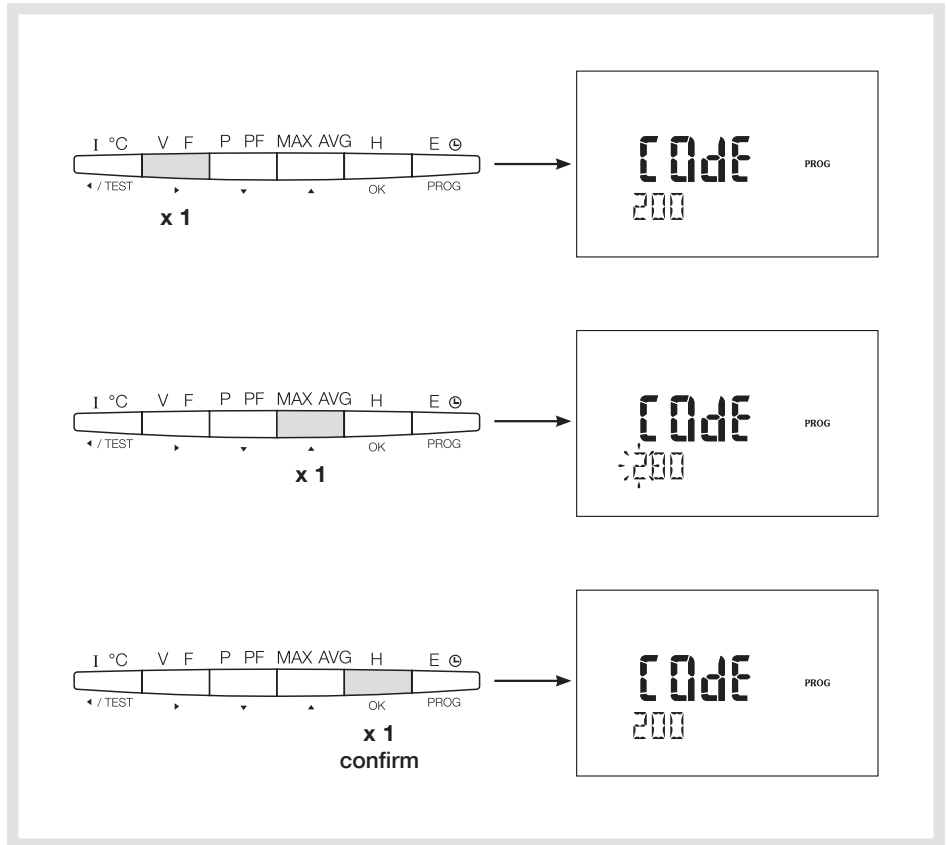 I °C V F P PF MAX AVG H E
◂ / TEST ▸ ▾ ▴ OK PROG
x 1
CODE PROG
200
I °C V F P PF MAX AVG H E
◂ / TEST ▸ ▾ ▴ OK PROG
x 1
CODE PROG
200
I °C V F P PF MAX AVG H E
◂ / TEST ▸ ▾ ▴ OK PROG
x 1
confirm
CODE PROG
200